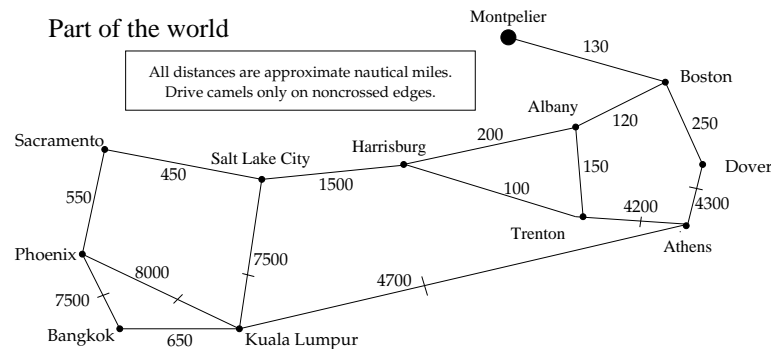 Part of the world
Montpelier
130
All distances are approximate nautical miles.
Drive camels only on noncrossed edges.
Boston
Albany
120
250
200
Sacramento
Harrisburg
Salt Lake City
450
1500
150
Dover
550
100
4300
4200
Trenton
Athens
Phoenix
8000
7500
4700
7500
Bangkok
650
Kuala Lumpur